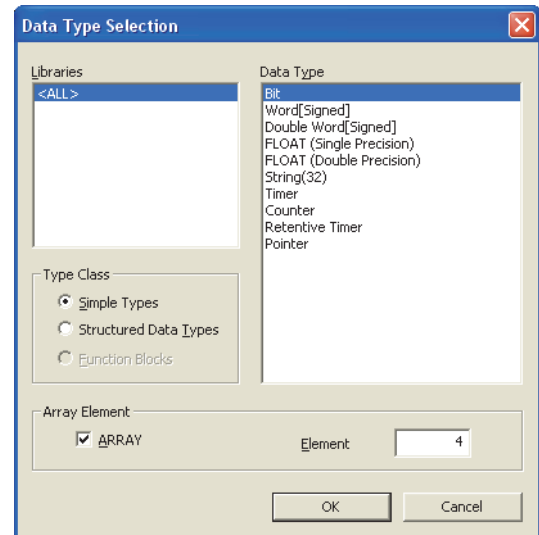 Data Type Selection
Libraries
<ALL>
Data Type
Bit
Word[Signed]
Double Word[Signed]
FLOAT (Single Precision)
FLOAT (Double Precision)
String(32)
Timer
Counter
Retentive Timer
Pointer
Type Class
Simple Types
Structured Data Types
Function Blocks
Array Element
ARRAY
Element
4
OK
Cancel